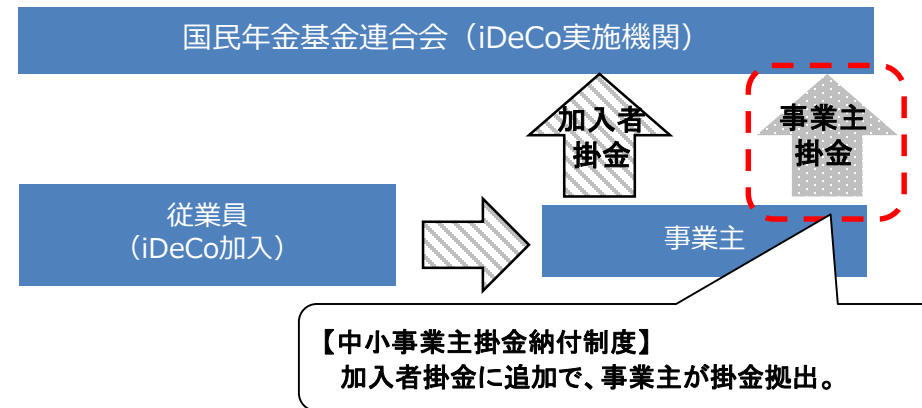 国民年金基金連合会（iDeCo実施機関）
加入者
掛金
事業主
掛金
従業員
（iDeCo加入）
事業主
【中小事業主掛金納付制度】
加入者掛金に追加で、事業主が掛金拠出。